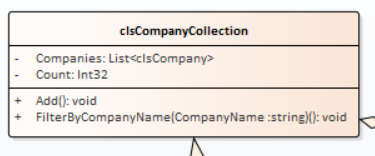 clsCompanyCollection
- Companies: List<clsCompany>
- Count: Int32
+ Add(): void
+ FilterByCompanyName(CompanyName :string)(): void